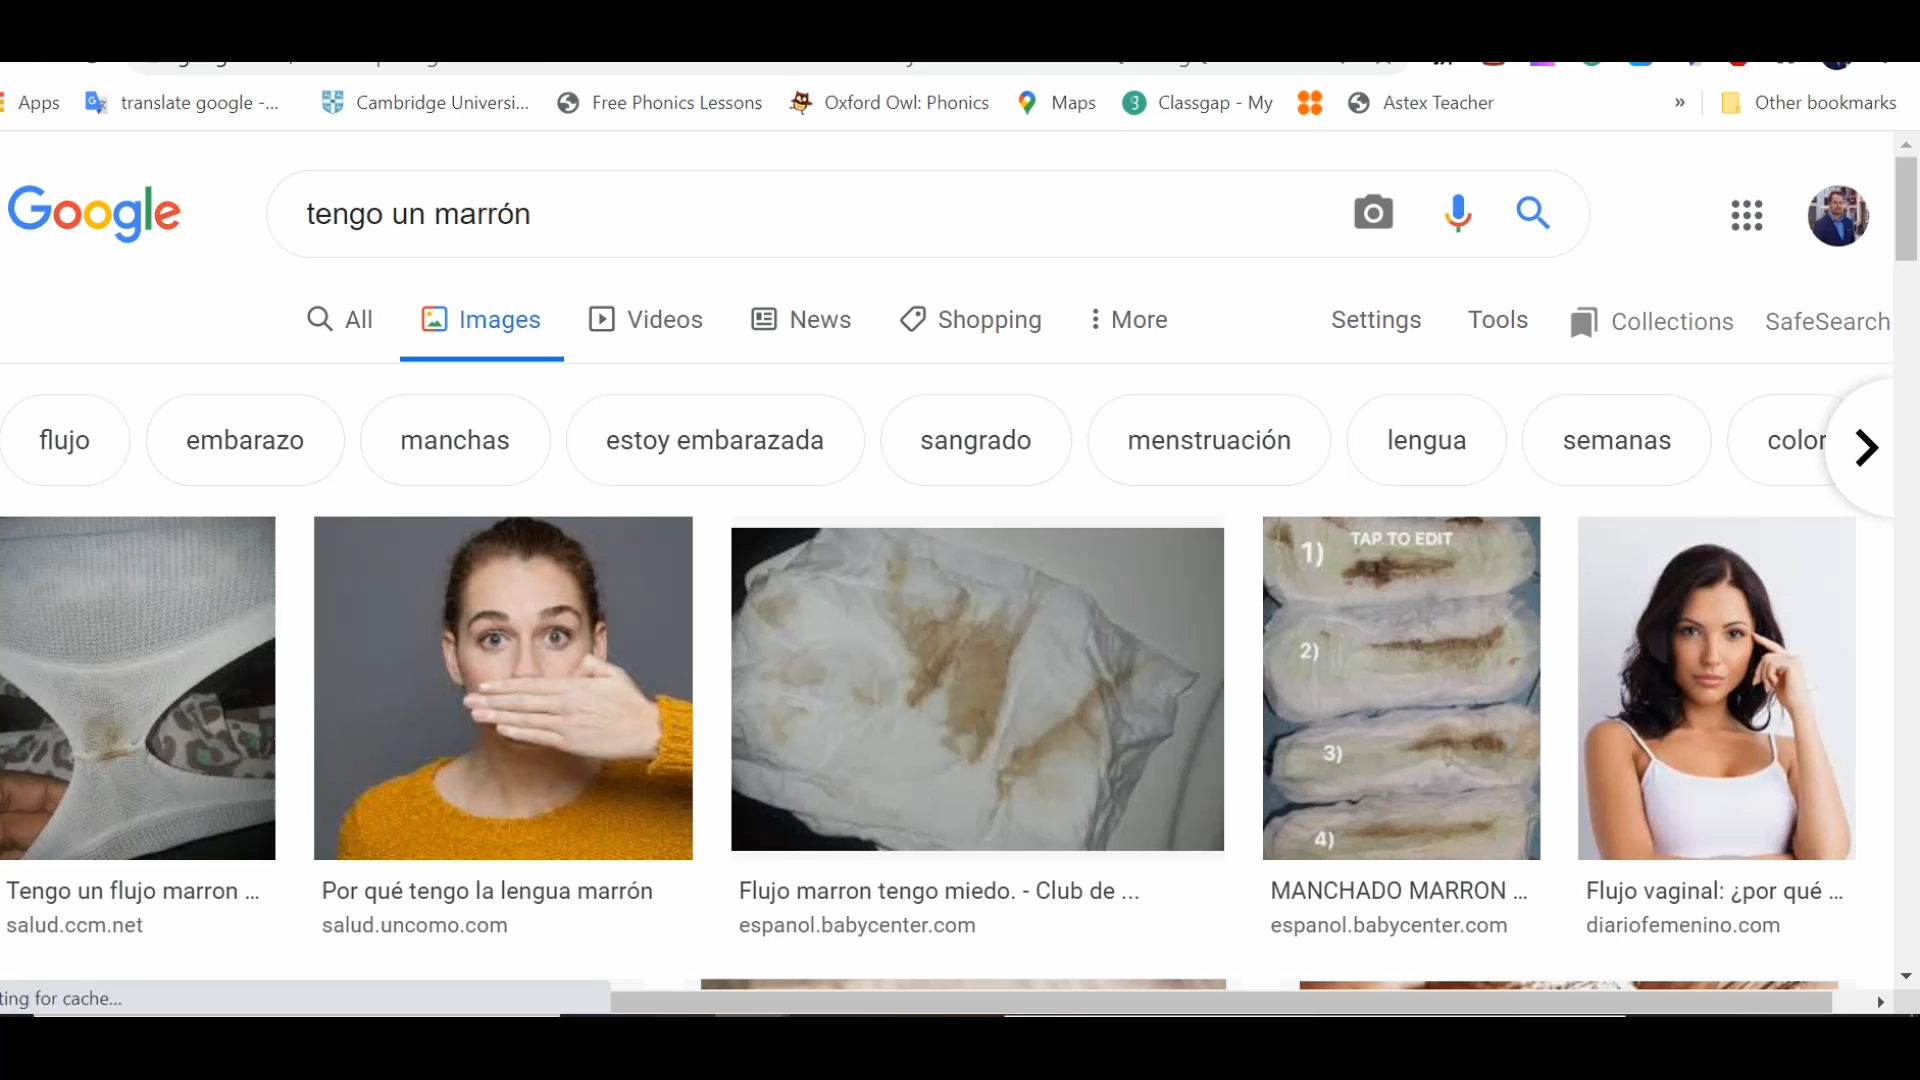 Apps translate google -... Cambridge Universi... Free Phonics Lessons Oxford Owl: Phonics Maps Classgap - My Astex Teacher » Other bookmarks
Google tengo un marrón
All Images Videos News Shopping More Settings Tools Collections SafeSearch
flujo embarazo manchas estoy embarazada sangrado menstruación lengua semanas color
1) TAP TO EDIT
2)
3)
4)
Tengo un flujo marron ... Por qué tengo la lengua marrón Flujo marron tengo miedo. - Club de ... MANCHADO MARRON ... Flujo vaginal: ¿por qué ...
salud.ccm.net salud.uncomo.com espanol.babycenter.com espanol.babycenter.com diariofemenino.com
ting for cache...